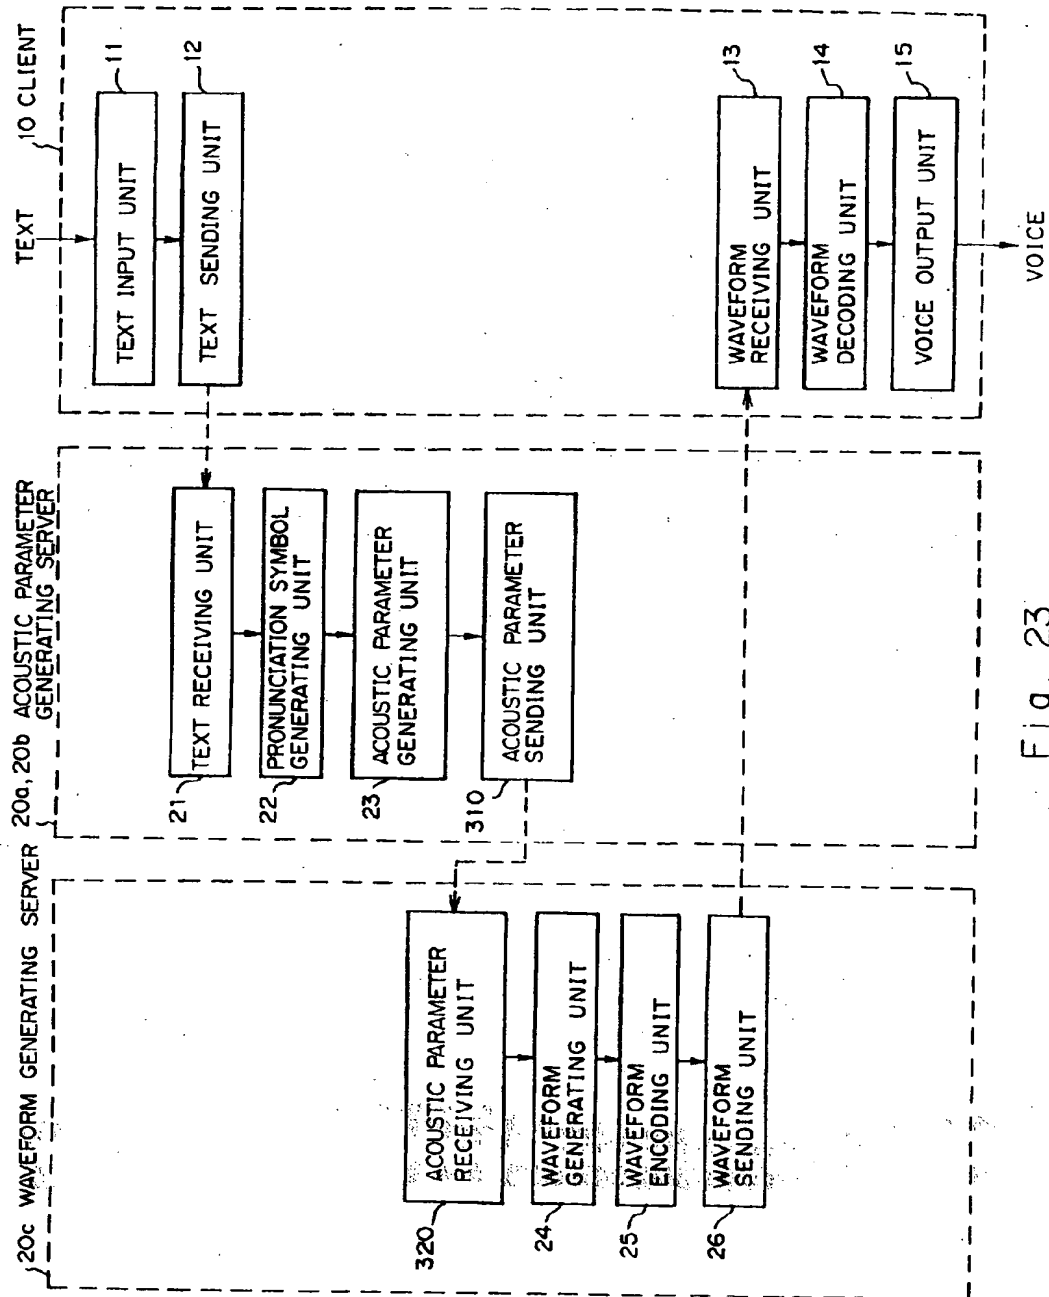 20c WAVEFORM GENERATING SERVER
320
ACOUSTIC PARAMETER
RECEIVING UNIT
24
WAVEFORM
GENERATING UNIT
25
WAVEFORM
ENCODING UNIT
26
WAVEFORM
SENDING UNIT
20a, 20b ACOUSTIC PARAMETER
GENERATING SERVER
21
TEXT RECEIVING UNIT
22
PRONUNCIATION SYMBOL
GENERATING UNIT
23
ACOUSTIC PARAMETER
GENERATING UNIT
310
ACOUSTIC PARAMETER
SENDING UNIT
TEXT
10 CLIENT
11
TEXT INPUT UNIT
12
TEXT SENDING UNIT
13
WAVEFORM
RECEIVING UNIT
14
WAVEFORM
DECODING UNIT
15
VOICE OUTPUT UNIT
VOICE
Fig. 23